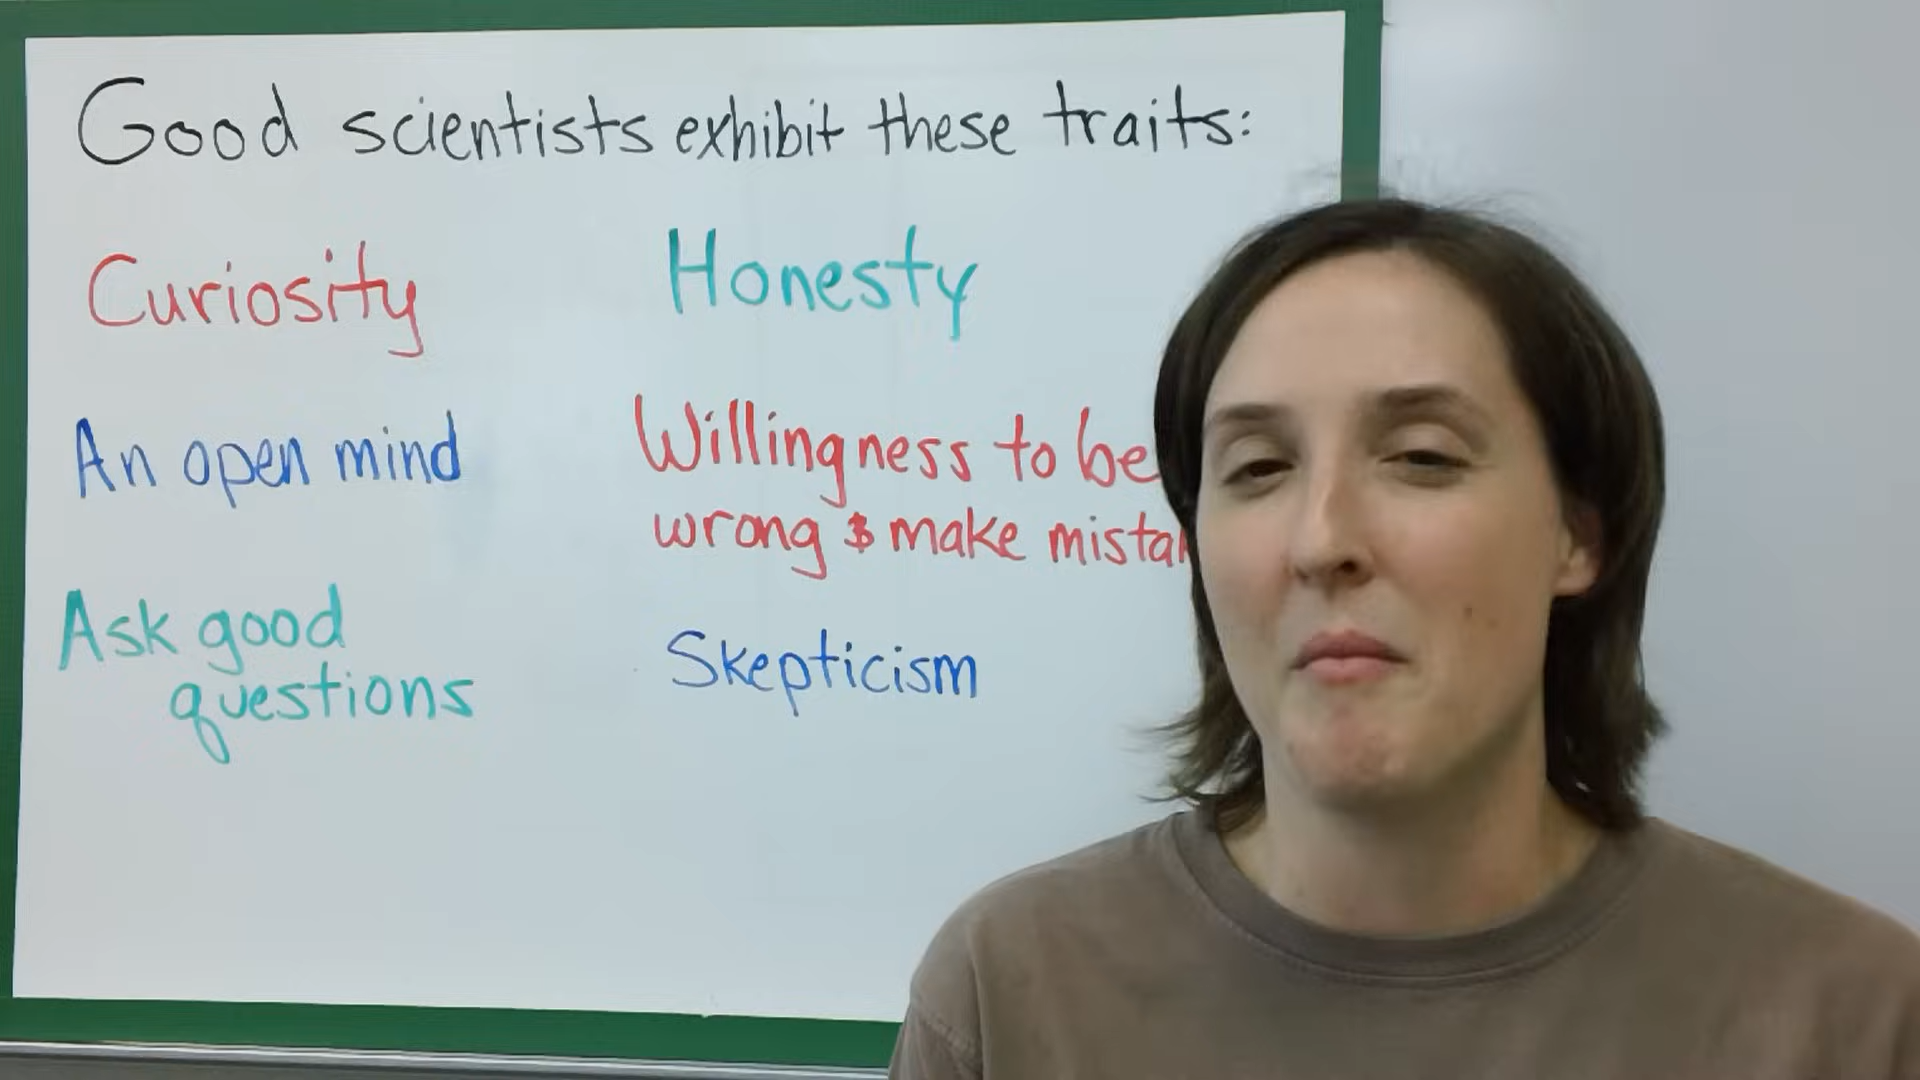 Good scientists exhibit these traits:
Curiosity
An open mind
Ask good
questions
Honesty
Willingness to be
wrong & make
Skepticism